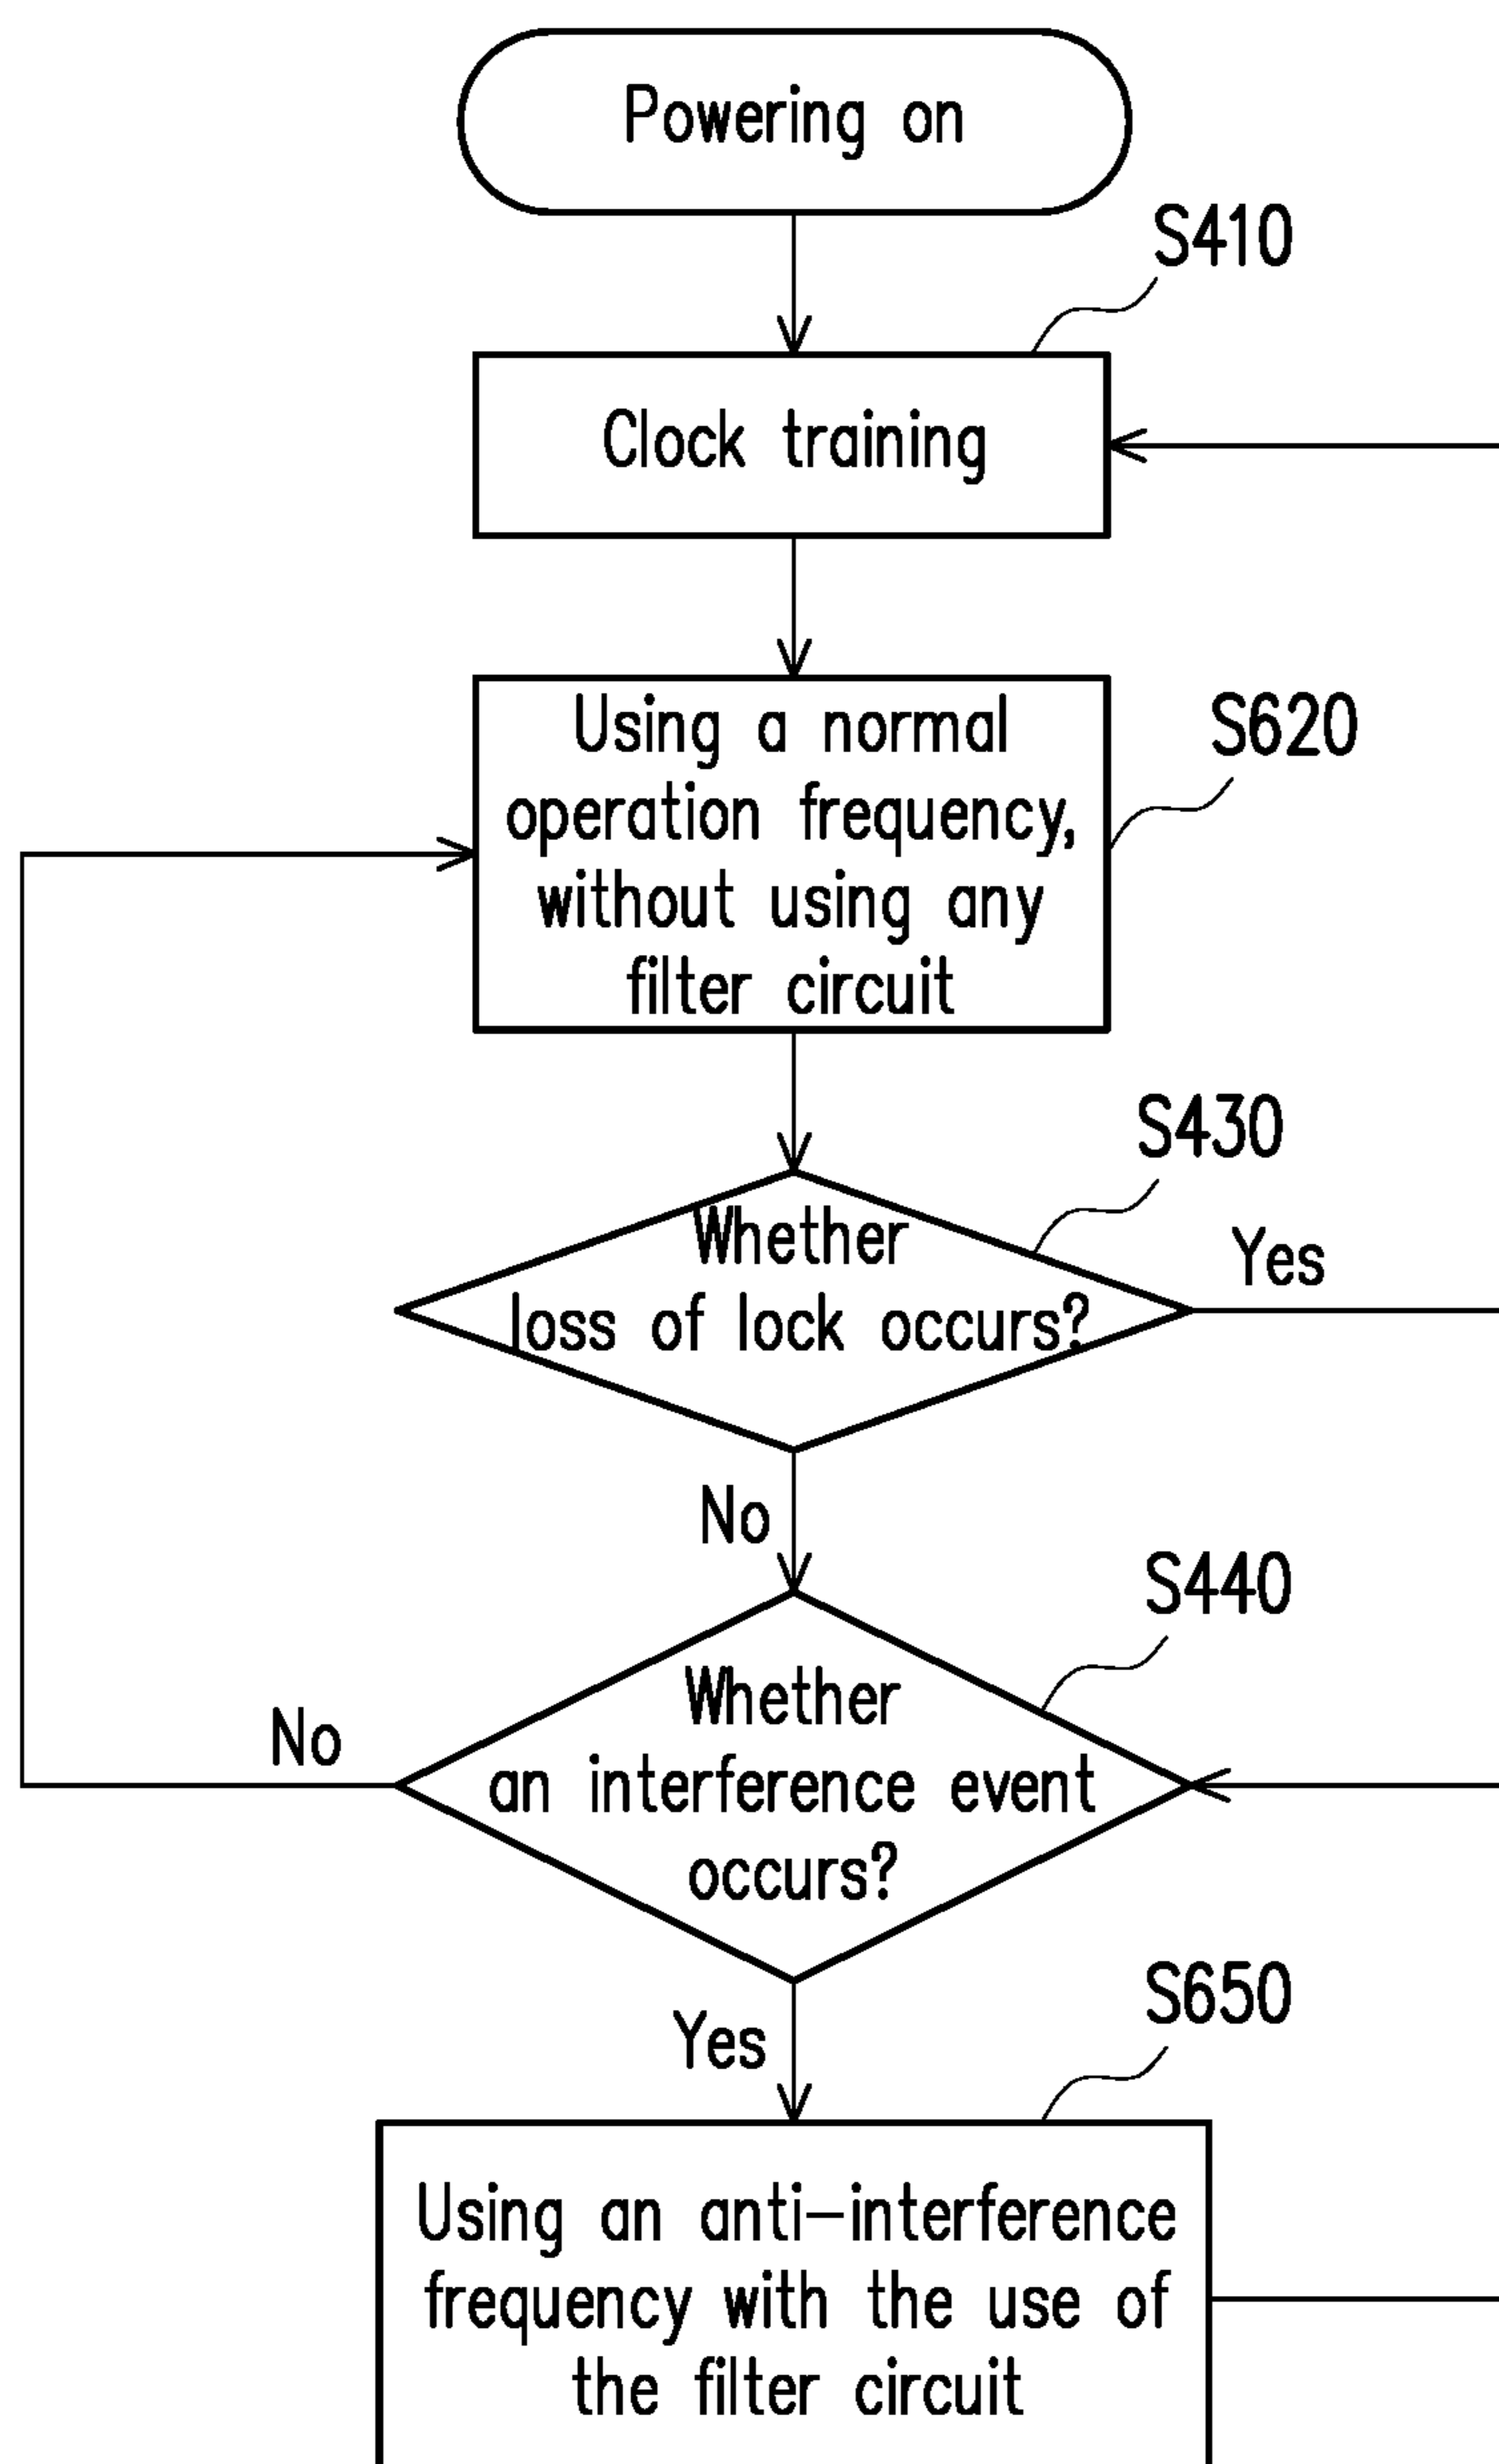 Powering on
S410
Clock training
S620
Using a normal
operation frequency,
without using any
filter circuit
S430
Whether
loss of lock occurs?
Yes
No
S440
Whether
an interference event
occurs?
No
Yes
S650
Using an anti-interference
frequency with the use of
the filter circuit